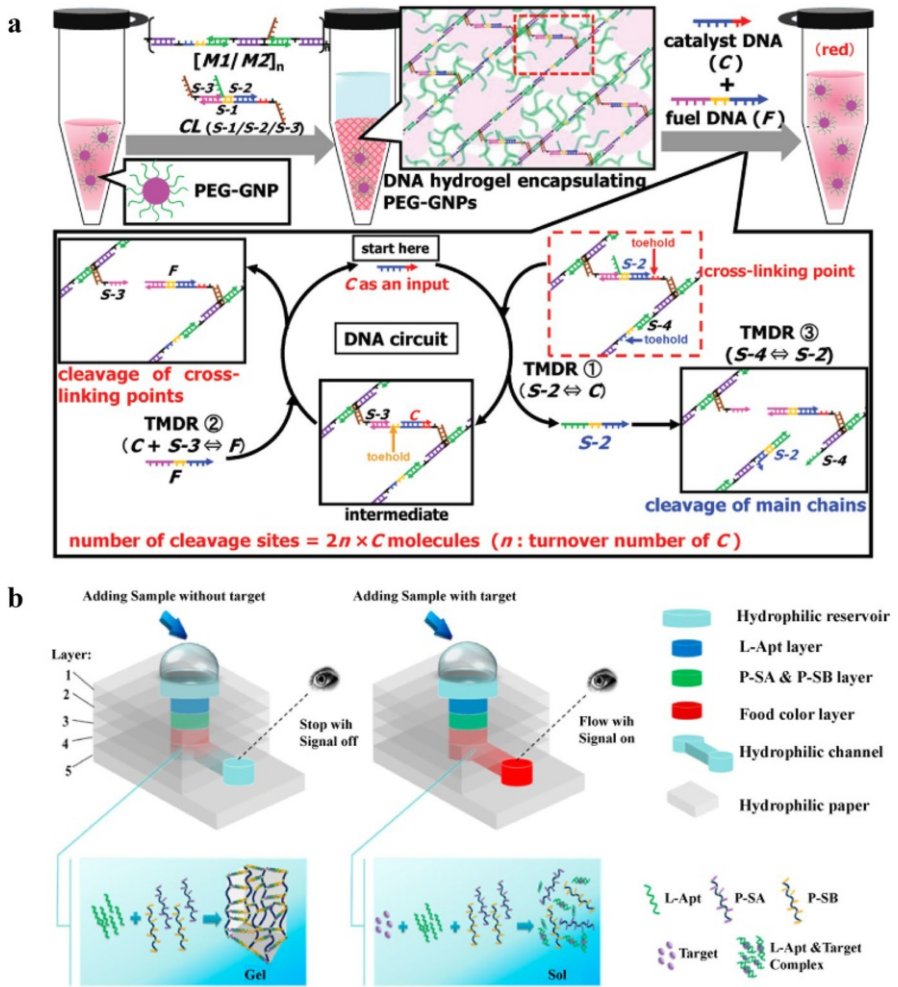 a
[M1/M2]n
S-3 S-2
S-1
CL (S-1/S-2/S-3)
PEG-GNP
DNA hydrogel encapsulating
PEG-GNPs
catalyst DNA
(C)
+
fuel DNA (F)
(red)
start here
C as an input
DNA circuit
S-3
F
cleavage of cross-
linking points
TMDR ②
(C + S-3 ⇔ F)
F
S-3
C
toehold
intermediate
toehold
S-2
cross-linking point
S-4
toehold
TMDR ①
(S-2 ⇔ C)
S-2
TMDR ③
(S-4 ⇔ S-2)
S-2
S-4
cleavage of main chains
number of cleavage sites = 2n × C molecules (n : turnover number of C )
b
Adding Sample without target
Adding Sample with target
Layer:
1
2
3
4
5
Stop wih
Signal off
Flow wih
Signal on
Hydrophilic reservoir
L-Apt layer
P-SA & P-SB layer
Food color layer
Hydrophilic channel
Hydrophilic paper
+
Gel
+
+
Sol
L-Apt
P-SA
P-SB
Target
L-Apt &Target
Complex